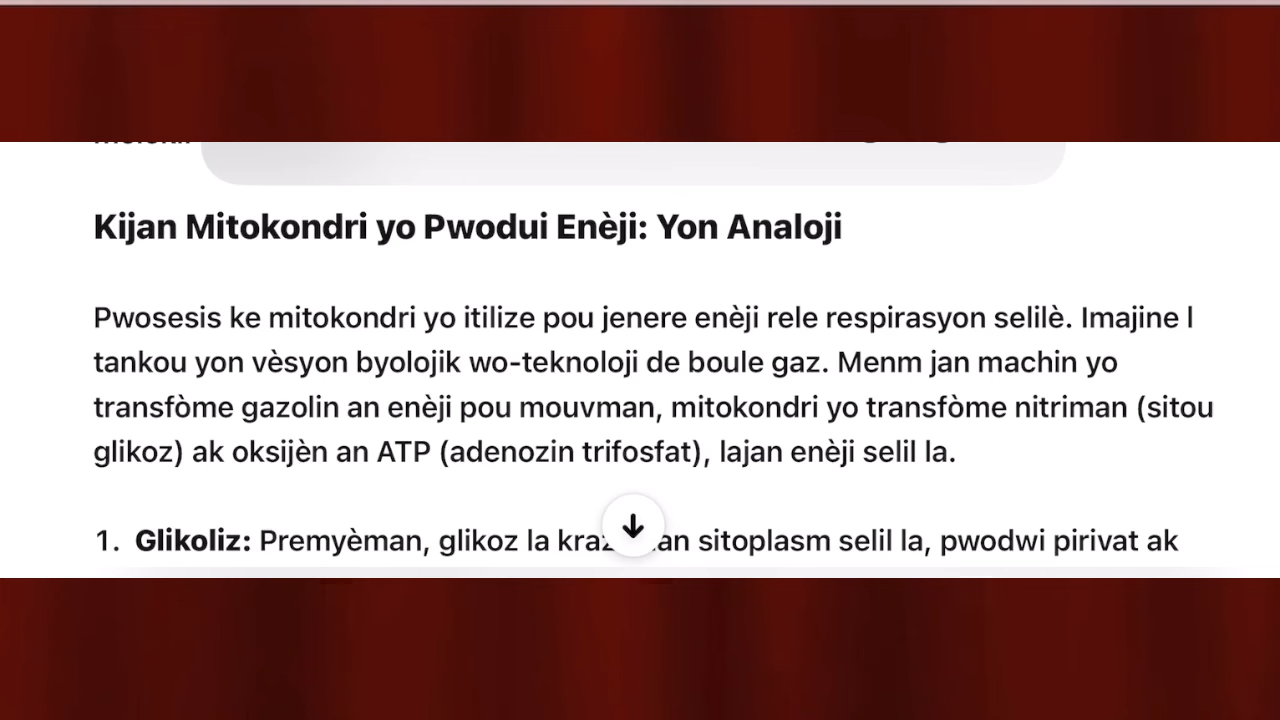 Kijan Mitokondri yo Pwodui Enèji: Yon Analoji
Pwosesis ke mitokondri yo itilize pou jenere enèji rele respirasyon selilè. Imajine l
tankou yon vèsyon byolojik wo-teknoloji de boule gaz. Menm jan machin yo
transfòme gazolin an enèji pou mouvman, mitokondri yo transfòme nitriman (sitou
glikoz) ak oksijèn an ATP (adenozin trifosfat), lajan enèji selil la.
1. Glikoliz: Premyèman, glikoz la sitoplasm selil la, pwodwi pirivat ak